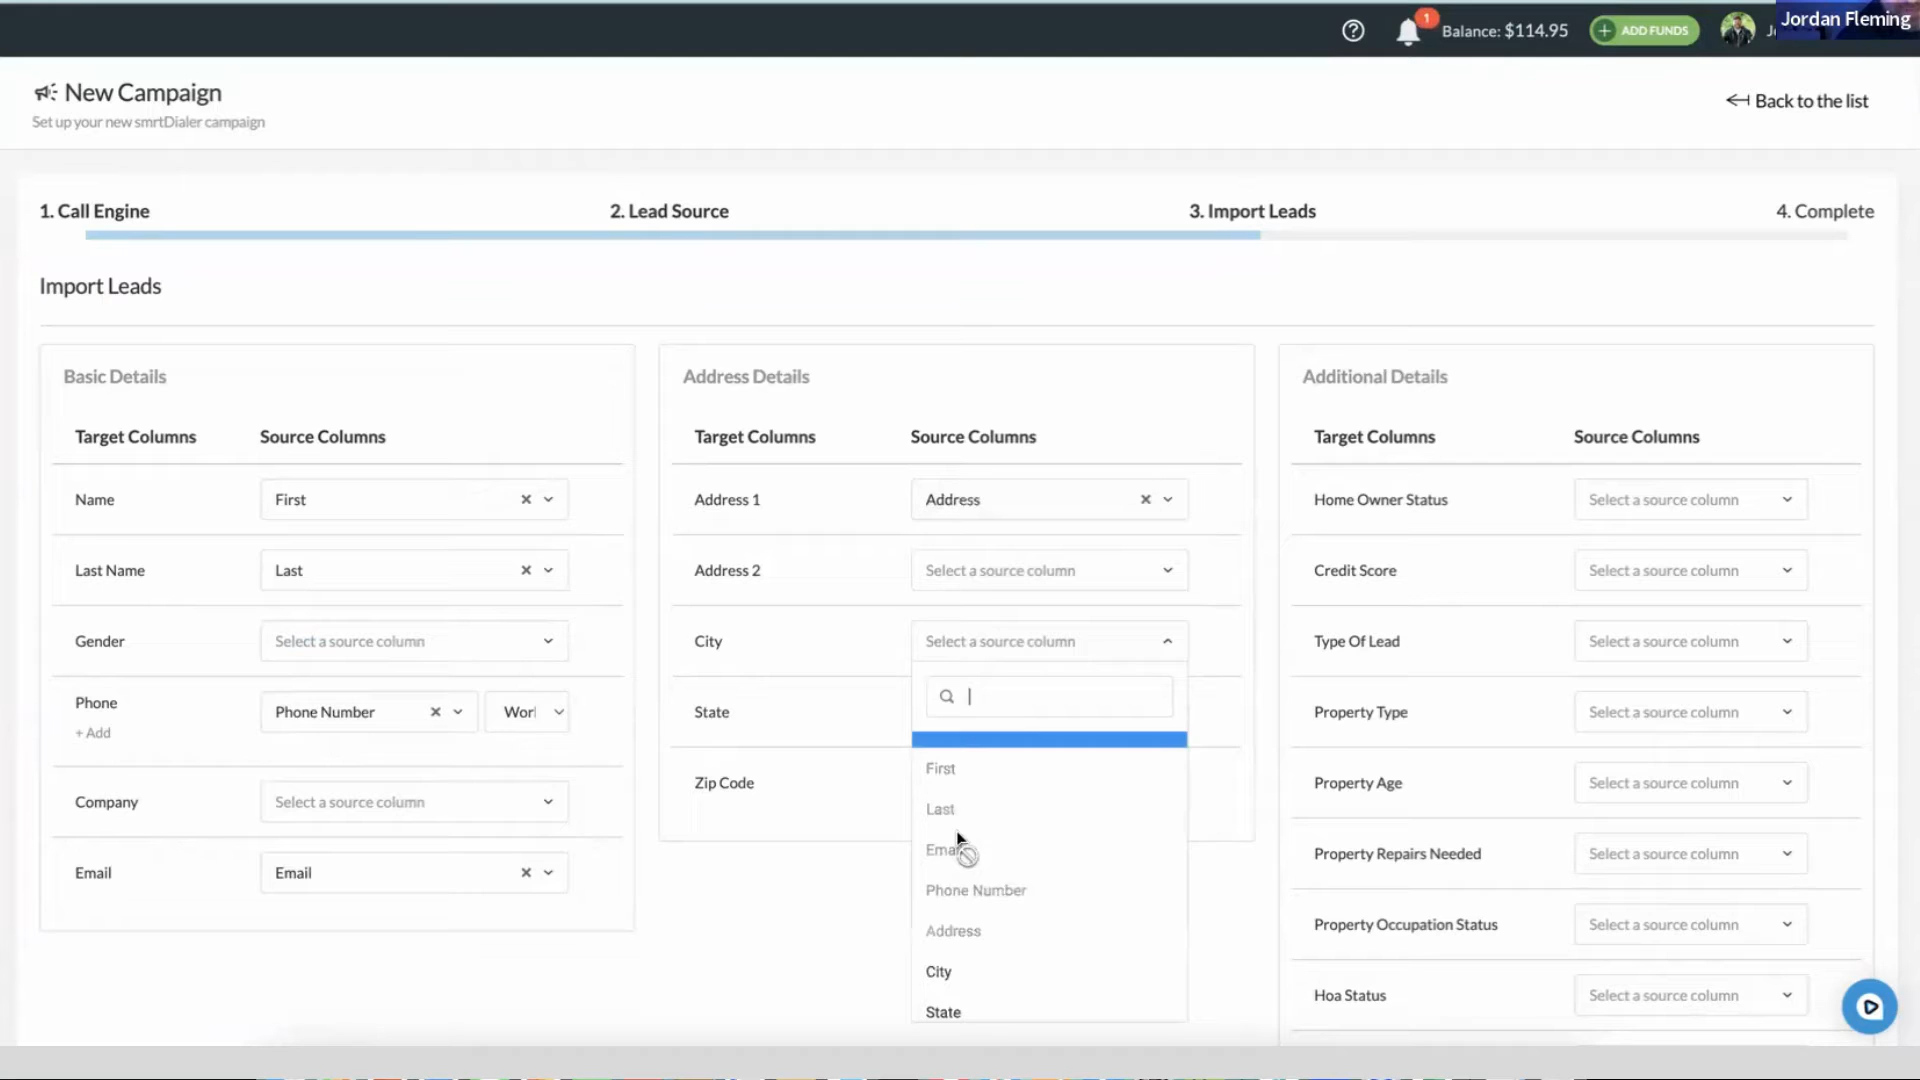 Jordan Fleming
1
Balance: $114.95
ADD FUNDS
New Campaign
Set up your new smrtDialer campaign
Back to the list
1. Call Engine
2. Lead Source
3. Import Leads
4. Complete
Import Leads
Basic Details
Target Columns Source Columns
Name First
Last Name Last
Gender Select a source column
Phone Phone Number
+ Add
Company Select a source column
Email Email
Address Details
Target Columns Source Columns
Address 1 Address
Address 2 Select a source column
City Select a source column
State
Zip Code
First
Last
Phone Number
Address
City
State
Additional Details
Target Columns Source Columns
Home Owner Status Select a source column
Credit Score Select a source column
Type Of Lead Select a source column
Property Type Select a source column
Property Age Select a source column
Property Repairs Needed Select a source column
Property Occupation Status Select a source column
Hoa Status Select a source column